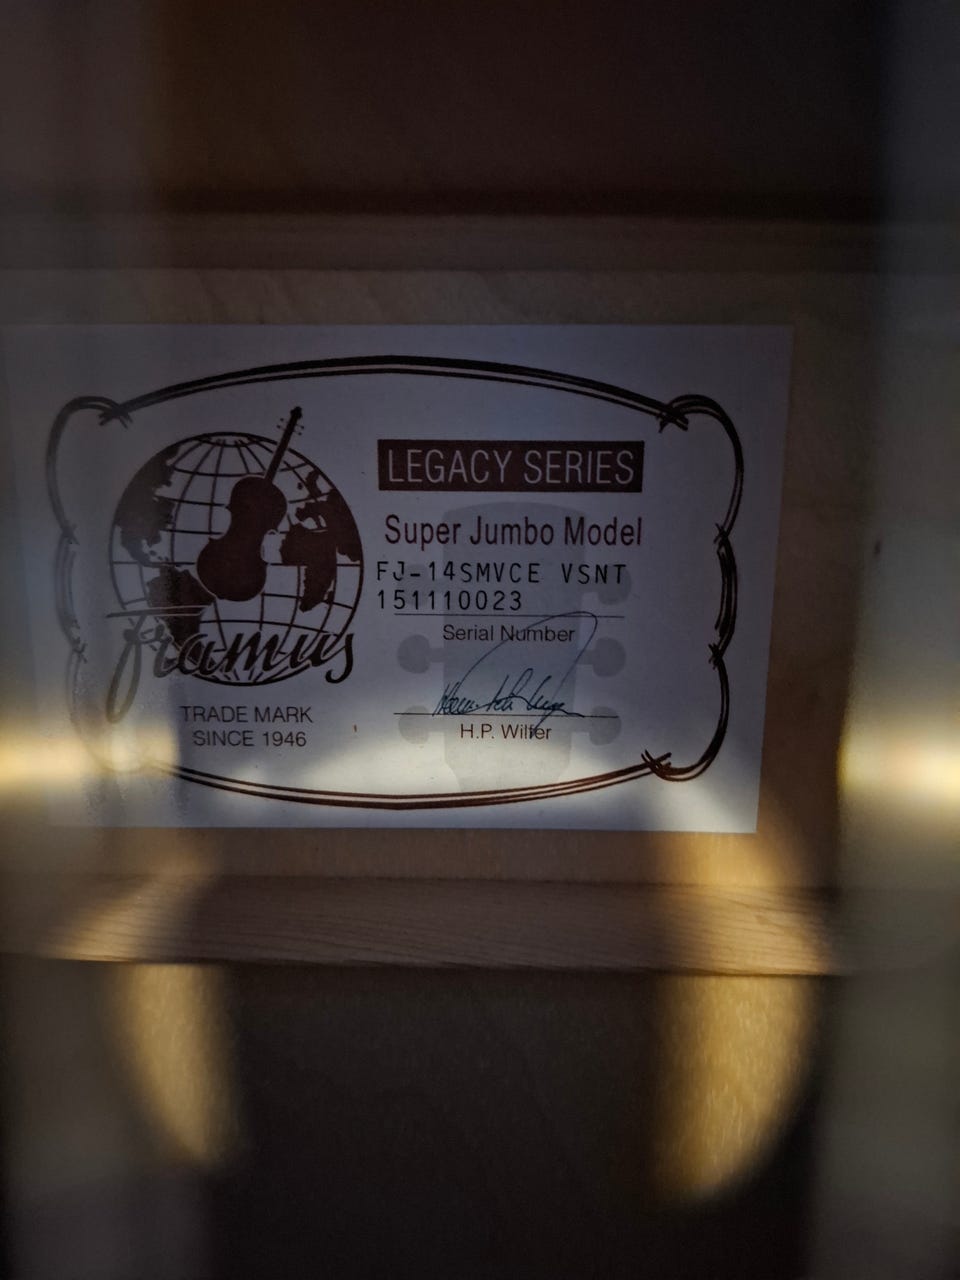 LEGACY SERIES
Super Jumbo Model
FJ-14SMVCE VSNT
151110023
Serial Number
H.P. Wilfer
framus
TRADE MARK
SINCE 1946